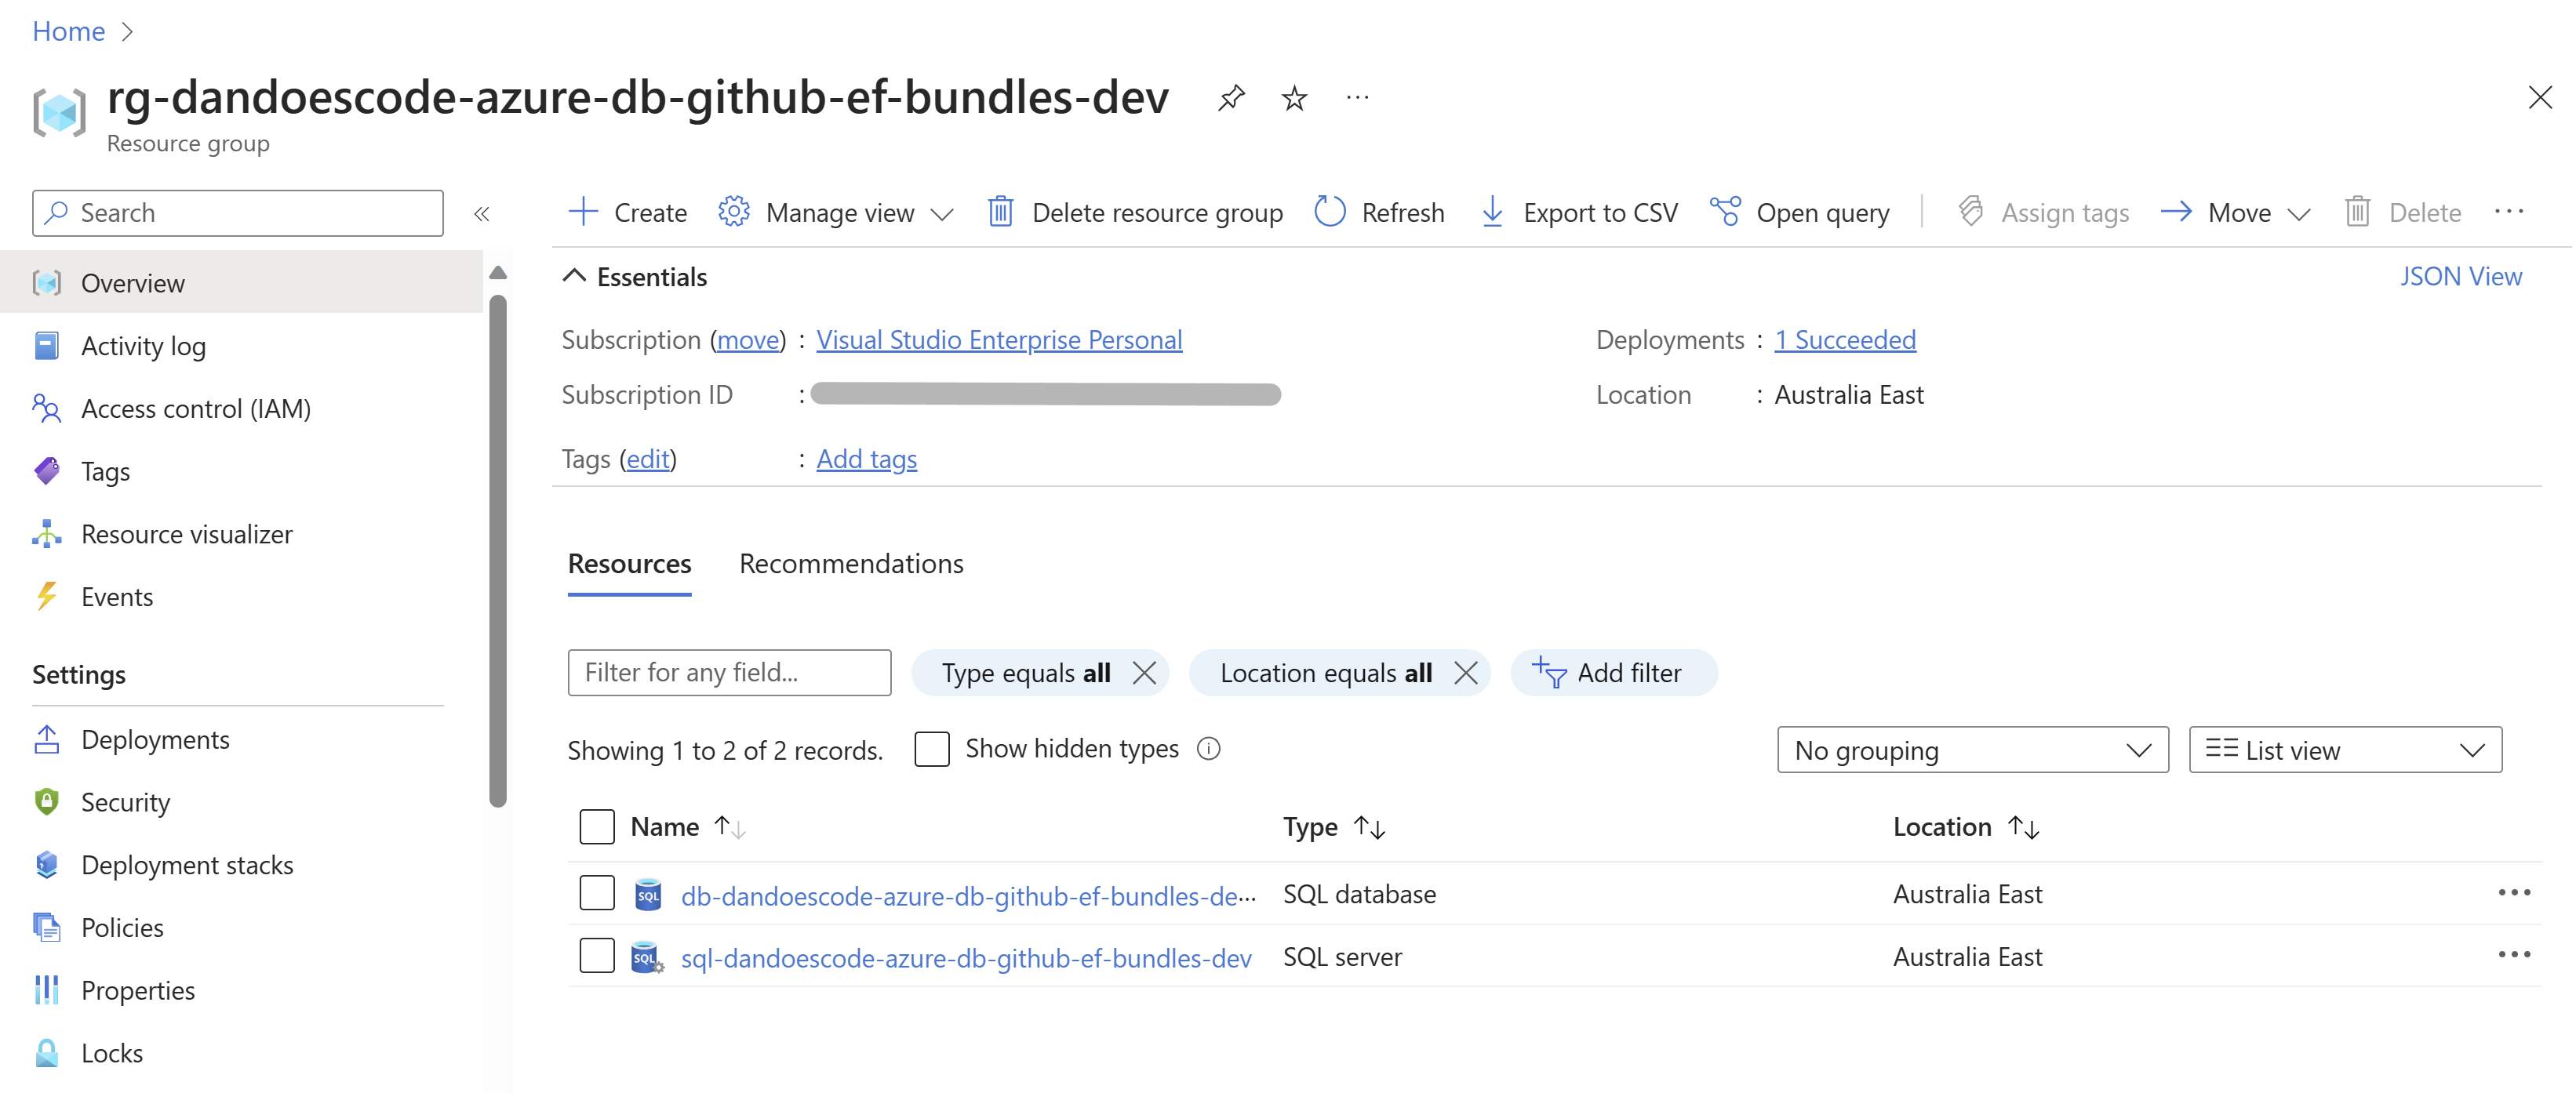 Home
rg-dandoescode-azure-db-github-ef-bundles-dev
Resource group
Search
Create
Manage view
Delete resource group
Refresh
Export to CSV
Open query
Assign tags
Move
Delete
Overview
Activity log
Access control (IAM)
Tags
Resource visualizer
Events
Settings
Deployments
Security
Deployment stacks
Policies
Properties
Locks
Essentials
JSON View
Subscription (move) : Visual Studio Enterprise Personal
Deployments : 1 Succeeded
Subscription ID :
Location : Australia East
Tags (edit) : Add tags
Resources
Recommendations
Filter for any field...
Type equals all
Location equals all
Add filter
Showing 1 to 2 of 2 records.
Show hidden types
No grouping
List view
Name
Type
Location
SQL db-dandoescode-azure-db-github-ef-bundles-de··· SQL database Australia East
SQL sql-dandoescode-azure-db-github-ef-bundles-dev SQL server Australia East